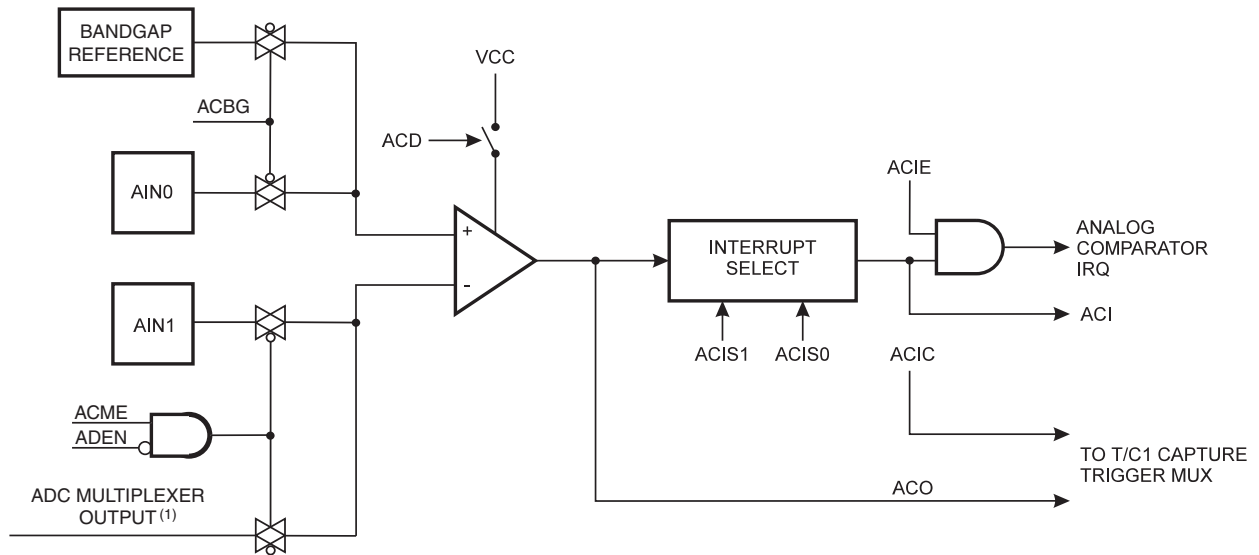 BANDGAP
REFERENCE
ACBG
AIN0
VCC
ACD
+
-
AIN1
ACME
ADEN
ADC MULTIPLEXER
OUTPUT (1)
INTERRUPT
SELECT
ACIS1 ACIS0
ACIE
ANALOG
COMPARATOR
IRQ
ACI
ACIC
TO T/C1 CAPTURE
TRIGGER MUX
ACO